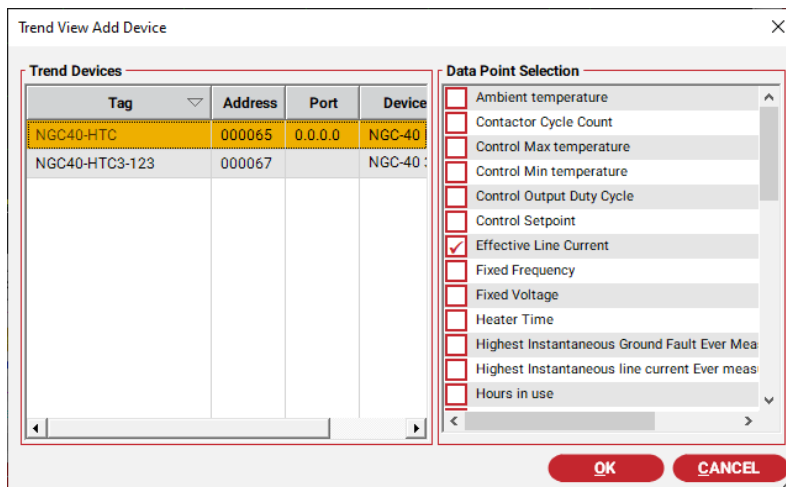 Trend View Add Device
Trend Devices
Tag Address Port Device
NGC40-HTC 000065 0.0.0.0 NGC-40
NGC40-HTC3-123 000067 NGC-40
Data Point Selection
Ambient temperature
Contactor Cycle Count
Control Max temperature
Control Min temperature
Control Output Duty Cycle
Control Setpoint
Effective Line Current
Fixed Frequency
Fixed Voltage
Heater Time
Highest Instantaneous Ground Fault Ever Mea
Highest Instantaneous line current Ever meas
Hours in use
OK CANCEL